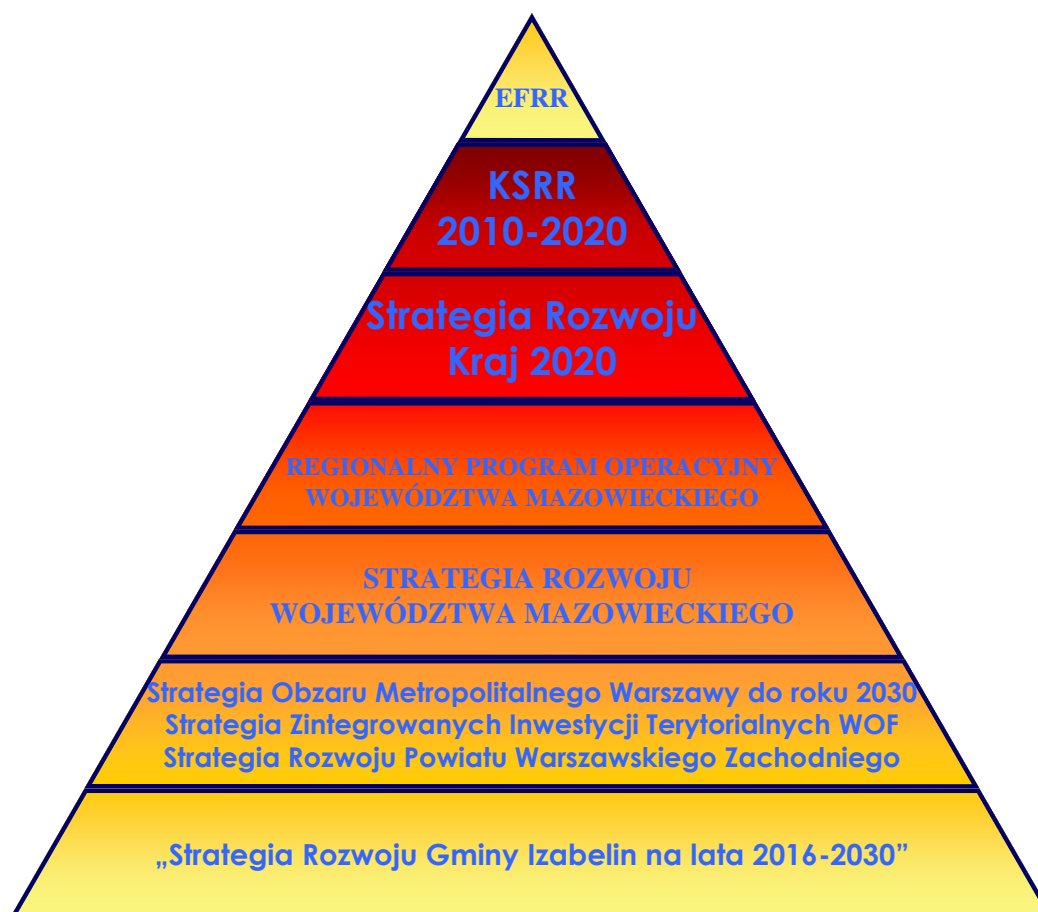 EFRR
KSRR
2010-2020
Strategia Rozwoju
Kraj 2020
REGIONALNY PROGRAM OPERACYJNY
WOJEWÓDZTWA MAZOWIECKIEGO
STRATEGIA ROZWOJU
WOJEWÓDZTWA MAZOWIECKIEGO
Strategia Obzaru Metropolitalnego Warszawy do roku 2030
Strategia Zintegrowanych Inwestycji Terytorialnych WOF
Strategia Rozwoju Powiatu Warszawskiego Zachodniego
„Strategia Rozwoju Gminy Izabelin na lata 2016-2030”